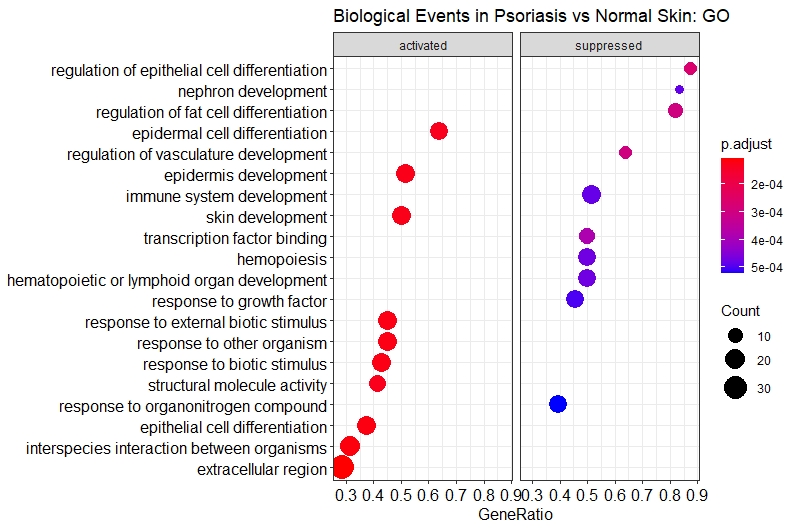 Biological Events in Psoriasis vs Normal Skin: GO
activated
suppressed
regulation of epithelial cell differentiation
nephron development
regulation of fat cell differentiation
epidermal cell differentiation
regulation of vasculature development
epidermis development
immune system development
skin development
transcription factor binding
hemopoiesis
hematopoietic or lymphoid organ development
response to growth factor
response to external biotic stimulus
response to other organism
response to biotic stimulus
structural molecule activity
response to organonitrogen compound
epithelial cell differentiation
interspecies interaction between organisms
extracellular region
0.3 0.4 0.5 0.6 0.7 0.8 0.9
0.3 0.4 0.5 0.6 0.7 0.8 0.9
GeneRatio
p.adjust
2e-04
3e-04
4e-04
5e-04
Count
10
20
30